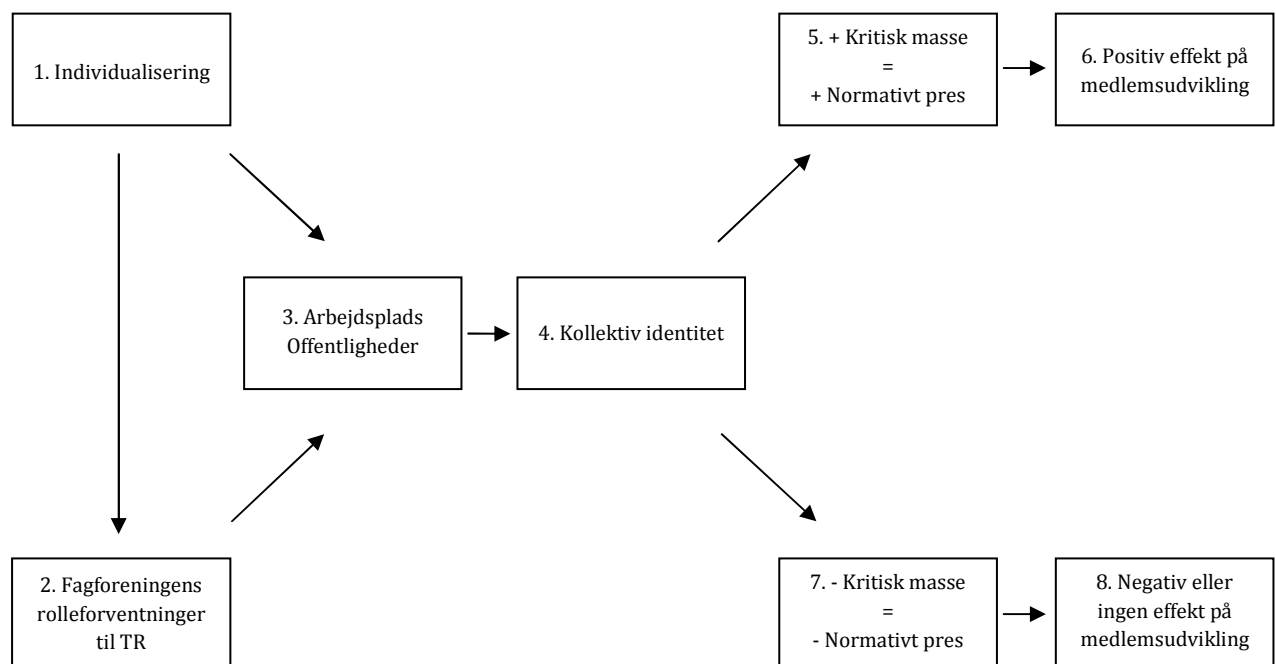 1. Individualisering
5. + Kritisk masse
=
+ Normativt pres
6. Positiv effekt på
medlemsudvikling
3. Arbejdsplads
Offentligheder
4. Kollektiv identitet
2. Fagforeningens
rolleforventninger
til TR
7. - Kritisk masse
=
- Normativt pres
8. Negativ eller
ingen effekt på
medlemsudvikling